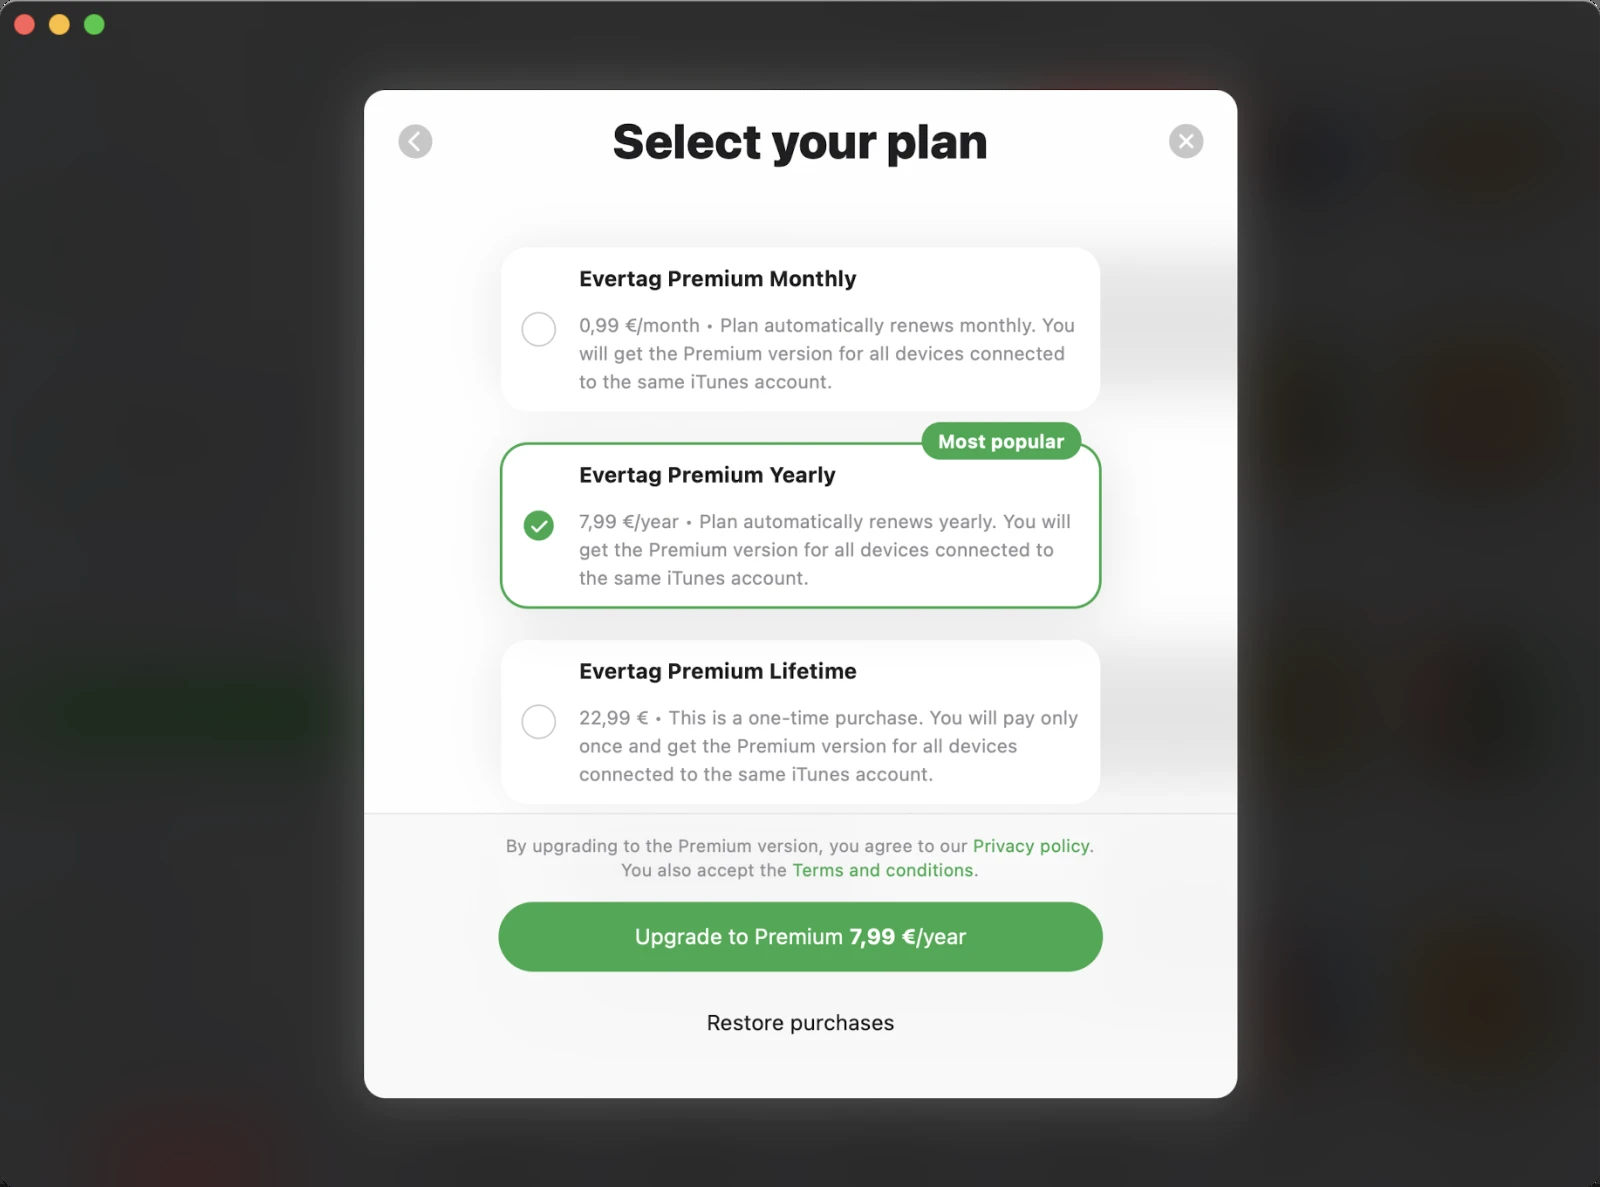 Select your plan
Evertag Premium Monthly
0,99 €/month • Plan automatically renews monthly. You
will get the Premium version for all devices connected
to the same iTunes account.
Most popular
Evertag Premium Yearly
7,99 €/year • Plan automatically renews yearly. You will
get the Premium version for all devices connected to
the same iTunes account.
Evertag Premium Lifetime
22,99 € • This is a one-time purchase. You will pay only
once and get the Premium version for all devices
connected to the same iTunes account.
By upgrading to the Premium version, you agree to our Privacy policy.
You also accept the Terms and conditions.
Upgrade to Premium 7,99 €/year
Restore purchases